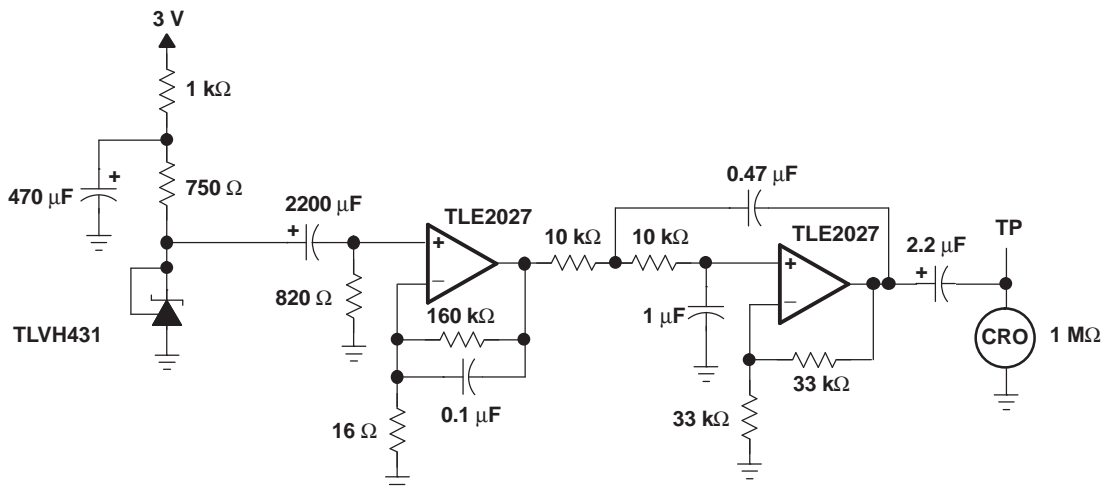 3 V
1 kΩ
470 μF
+
750 Ω
TLVH431
2200 μF
+
820 Ω
TLE2027
+
−
160 kΩ
0.1 μF
16 Ω
10 kΩ
10 kΩ
0.47 μF
1 μF
TLE2027
+
−
33 kΩ
33 kΩ
2.2 μF
+
TP
CRO
1 MΩ